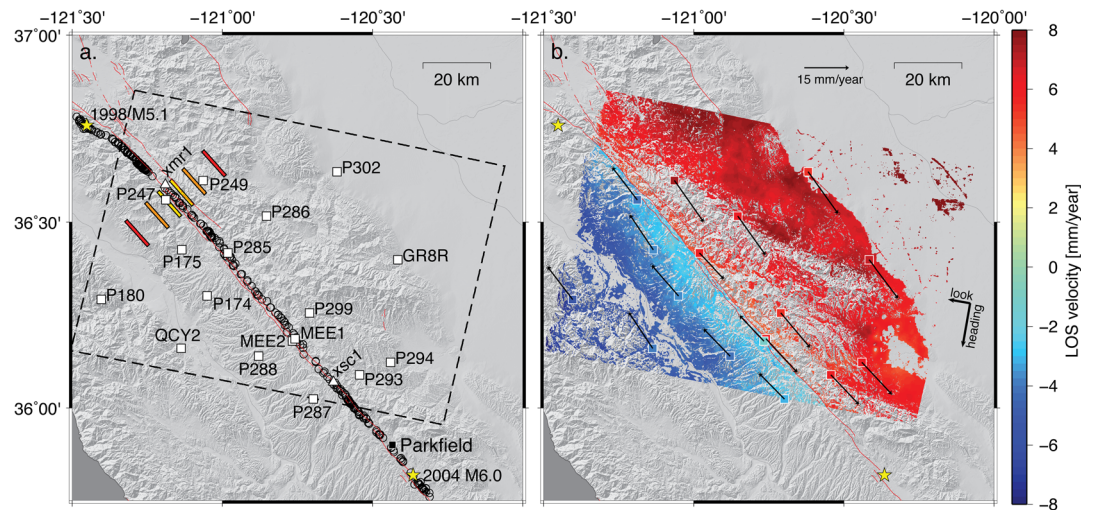 −121°30'
−121°00'
−120°30'
−121°30'
−121°00'
−120°30'
−120°00'
37°00'
36°30'
36°00'
a.
20 km
1998 M5.1
xmr1
P247
P249
P302
P286
P285
GR8R
P175
P180
P174
P299
QCY2
MEE2
MEE1
P288
xsc1
P294
P293
P287
Parkfield
2004 M6.0
b.
15 mm/year
20 km
look
heading
8
6
4
2
0
−2
−4
−6
−8
LOS velocity [mm/year]